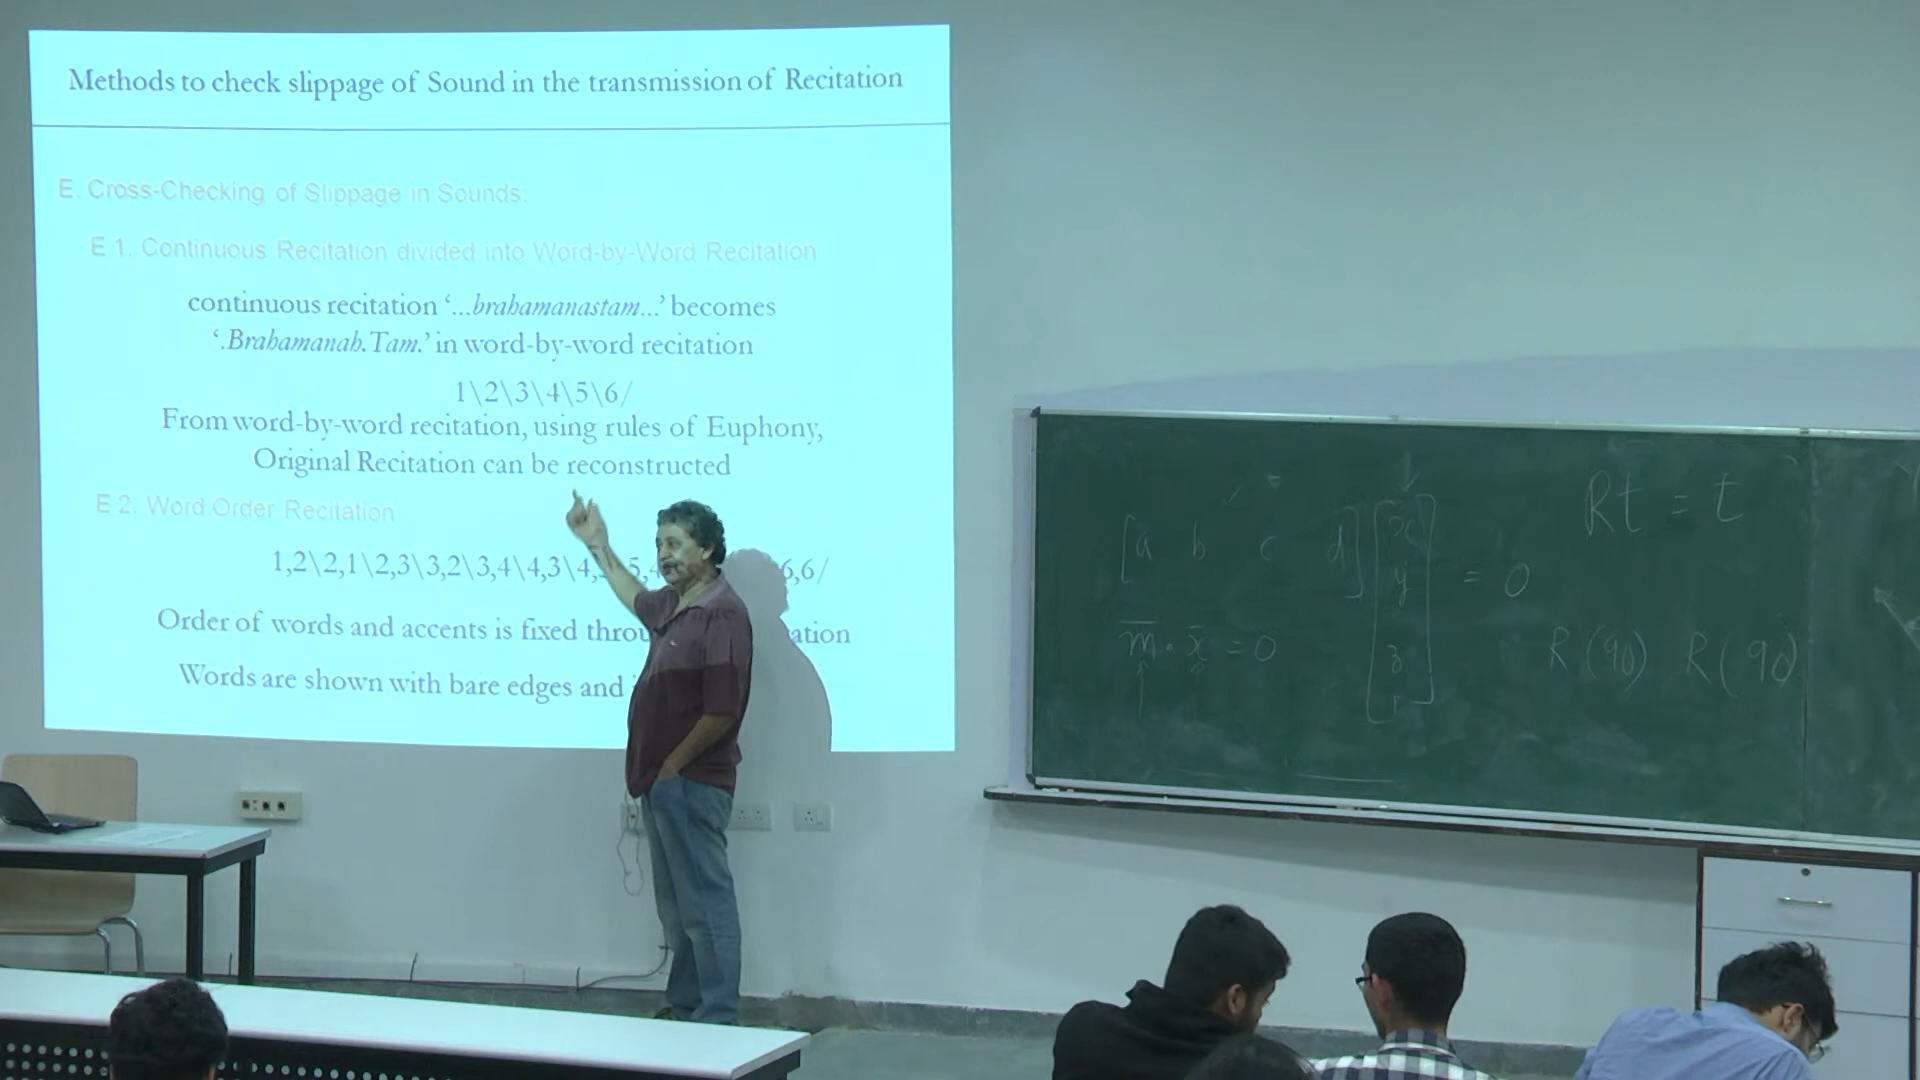 Methods to check slippage of Sound in the transmission of Recitation
E. Cross-Checking of Slippage in Sounds:
E 1. Continuous Recitation divided into Word-by-Word Recitation
continuous recitation ‘...brahamanastam...’ becomes
‘.Brahamanah.Tam.’ in word-by-word recitation
1\2\3\4\5\6/
From word-by-word recitation, using rules of Euphony,
Original Recitation can be reconstructed
E 2. Word Order Recitation
1,2\2,1\2,3\3,2\3,4\4,3\4, 5,4 6,6/
Order of words and accents is fixed
Words are shown with bare edges and
[a b c d] [x y z 1] = 0
m · x = 0
Rt = t
R(90) R(90)